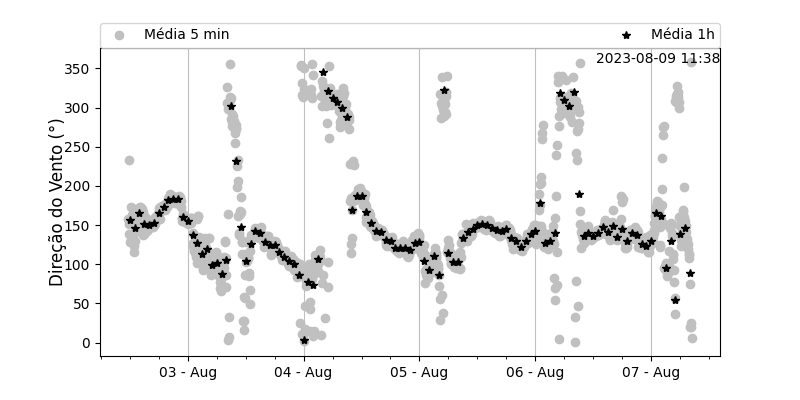 Média 5 min
Média 1h
2023-08-09 11:38
Direção do Vento (°)
350
300
250
200
150
100
50
0
03 - Aug
04 - Aug
05 - Aug
06 - Aug
07 - Aug